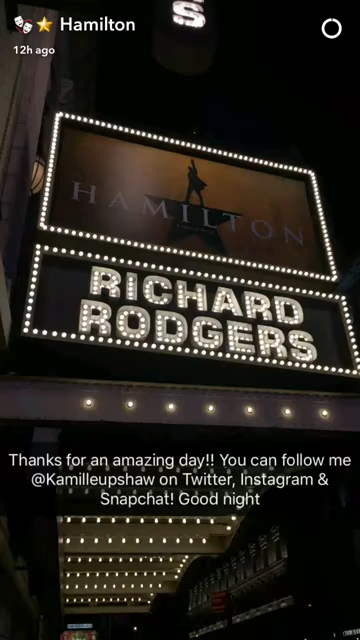 S
Hamilton
12h ago
HAMILTON
RICHARD
RODGERS
Thanks for an amazing day!! You can follow me
@Kamilleupshaw on Twitter, Instagram &
Snapchat! Good night